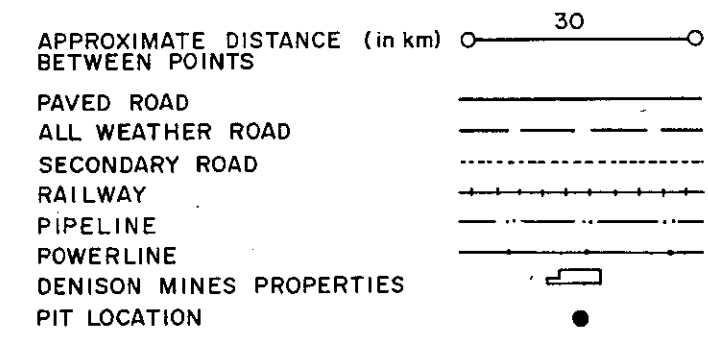 30
APPROXIMATE DISTANCE (in km)
BETWEEN POINTS
PAVED ROAD
ALL WEATHER ROAD
SECONDARY ROAD
RAILWAY
PIPELINE
POWERLINE
DENISON MINES PROPERTIES
PIT LOCATION